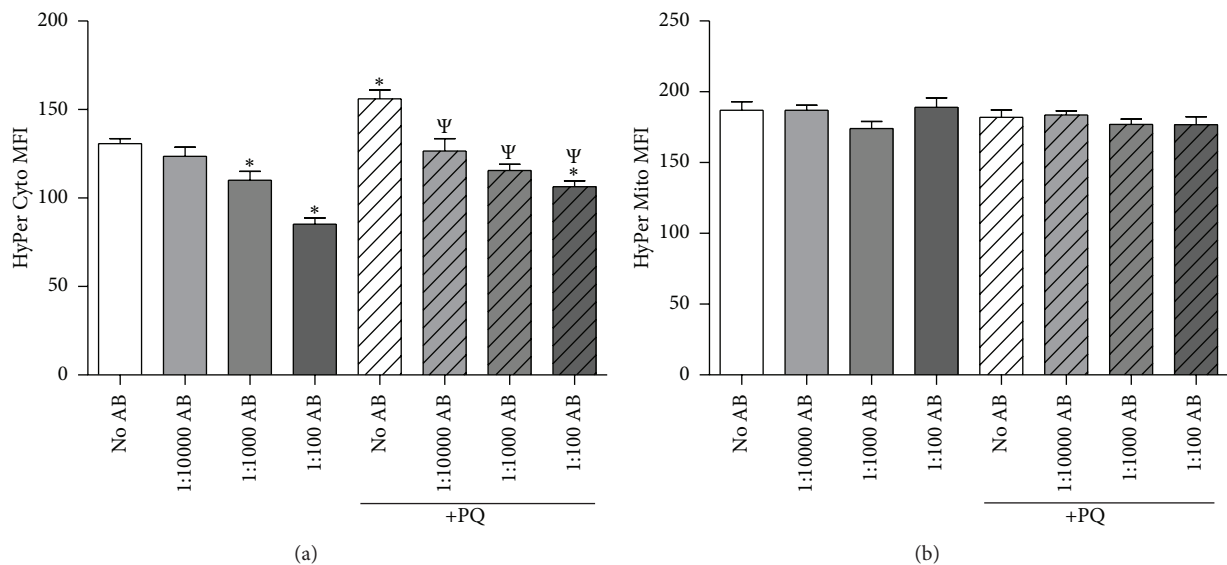 200
150
100
50
0
HyPer Cyto MFI
*
*
*
Ψ
Ψ
Ψ
*
No AB
1:10000 AB
1:1000 AB
1:100 AB
No AB
1:10000 AB
1:1000 AB
1:100 AB
+PQ
(a)
250
200
150
100
50
0
HyPer Mito MFI
No AB
1:10000 AB
1:1000 AB
1:100 AB
No AB
1:10000 AB
1:1000 AB
1:100 AB
+PQ
(b)